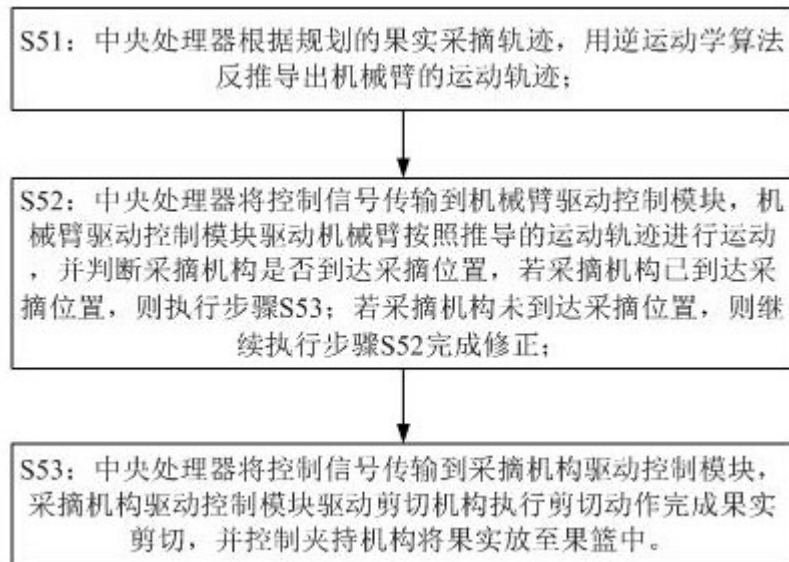 S51：中央处理器根据规划的果实采摘轨迹，用逆运动学算法
反推导出机械臂的运动轨迹；
S52：中央处理器将控制信号传输到机械臂驱动控制模块，机
械臂驱动控制模块驱动机械臂按照推导的运动轨迹进行运动
，并判断采摘机构是否到达采摘位置，若采摘机构已到达采
摘位置，则执行步骤S53；若采摘机构未到达采摘位置，则继
续执行步骤S52完成修正；
S53：中央处理器将控制信号传输到采摘机构驱动控制模块，
采摘机构驱动控制模块驱动剪切机构执行剪切动作完成果实
剪切，并控制夹持机构将果实放至果篮中。